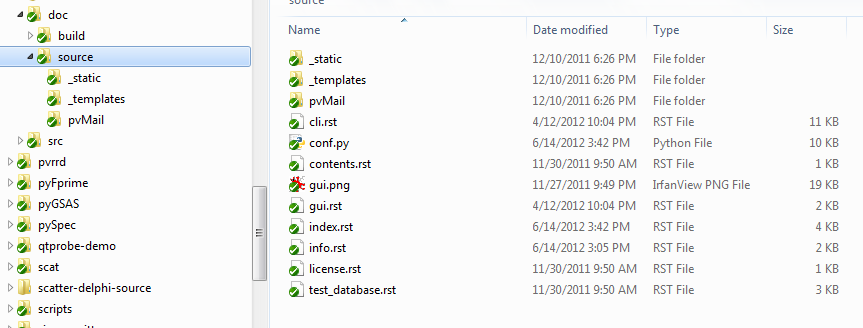 source
Name Date modified Type Size
doc
build
source
_static
_templates
pvMail
src
pvrrd
pyFprime
pyGSAS
pySpec
qtprobe-demo
scat
scatter-delphi-source
scripts
_static 12/10/2011 6:26 PM File folder
_templates 12/10/2011 6:26 PM File folder
pvMail 12/10/2011 6:26 PM File folder
cli.rst 4/12/2012 10:04 PM RST File 11 KB
conf.py 6/14/2012 3:42 PM Python File 10 KB
contents.rst 11/30/2011 9:50 AM RST File 1 KB
gui.png 11/27/2011 9:49 PM IrfanView PNG File 19 KB
gui.rst 4/12/2012 10:04 PM RST File 2 KB
index.rst 6/14/2012 3:42 PM RST File 4 KB
info.rst 6/14/2012 3:05 PM RST File 2 KB
license.rst 11/30/2011 9:50 AM RST File 1 KB
test_database.rst 11/30/2011 9:50 AM RST File 3 KB